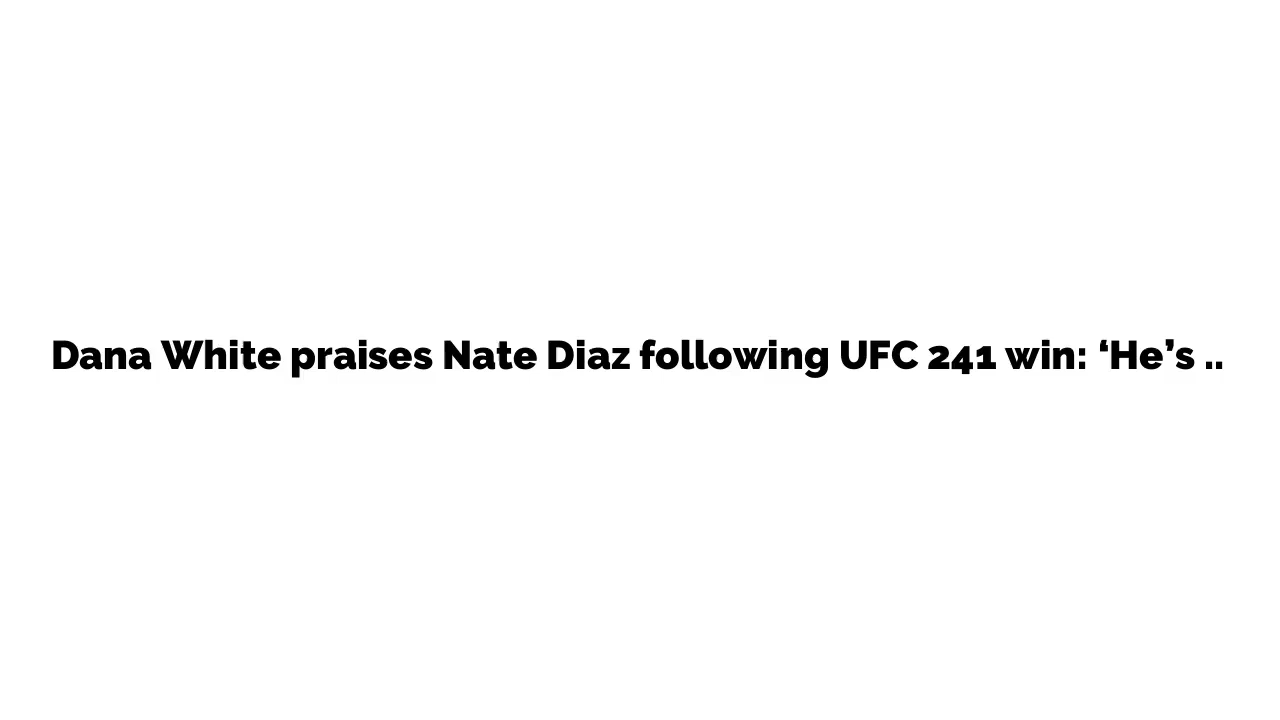 Dana White praises Nate Diaz following UFC 241 win: ‘He’s ..